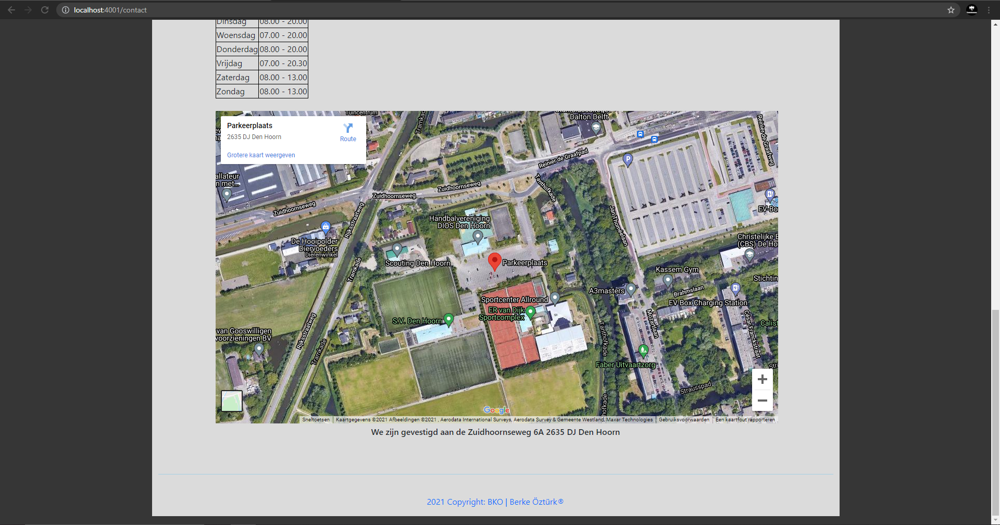 localhost:4001/contact
Dinsdag 08.00 - 20.00
Woensdag 07.00 - 20.00
Donderdag 08.00 - 20.00
Vrijdag 07.00 - 20.30
Zaterdag 08.00 - 13.00
Zondag 08.00 - 13.00
Tuincentrum
Tramkade
Dalton Delft
Reinier de Graafweg
Parkeerplaats
2635 DJ Den Hoorn
Route
Grotere kaart weergeven
Reinier de Graafpad
P
allateur
n met...
Tanthofkade
Zuidhoornseweg
Zuidhoornseweg
Zuidhoornseweg
Rijksstraatweg
Jan Thoméelaan
EV-Bo
Handbalvereniging
DIOS Den Hoorn
De Hooipolder
Diervoeders
Dierenwinkel
Christelijke B
(CBS) De Ho
Scouting Den Hoorn
Parkeerplaats
Tramkade
Kassem Gym
Stichtin
A3masters
Brahmslaan
Sportcenter Allround
EV-Box Charging Station
ER van Dijk
Sportcomplex
S.V. Den Hoorn
Mozartlaan
César Franckstraat
Calist
van Gooswilligen
voorzieningen BV
Rijksstraatweg
Tramkade
Tanthofkade
Faber Uitvaartzorg
Strausspad
hofkade
Google
Sneltoetsen
Kaartgegevens ©2021 Afbeeldingen ©2021 , Aerodata International Surveys, Aerodata Survey & Gemeente Westland, Maxar Technologies
Gebruiksvoorwaarden
Een kaartfout rapporteren
We zijn gevestigd aan de Zuidhoornseweg 6A 2635 DJ Den Hoorn
2021 Copyright: BKO | Berke Öztürk®